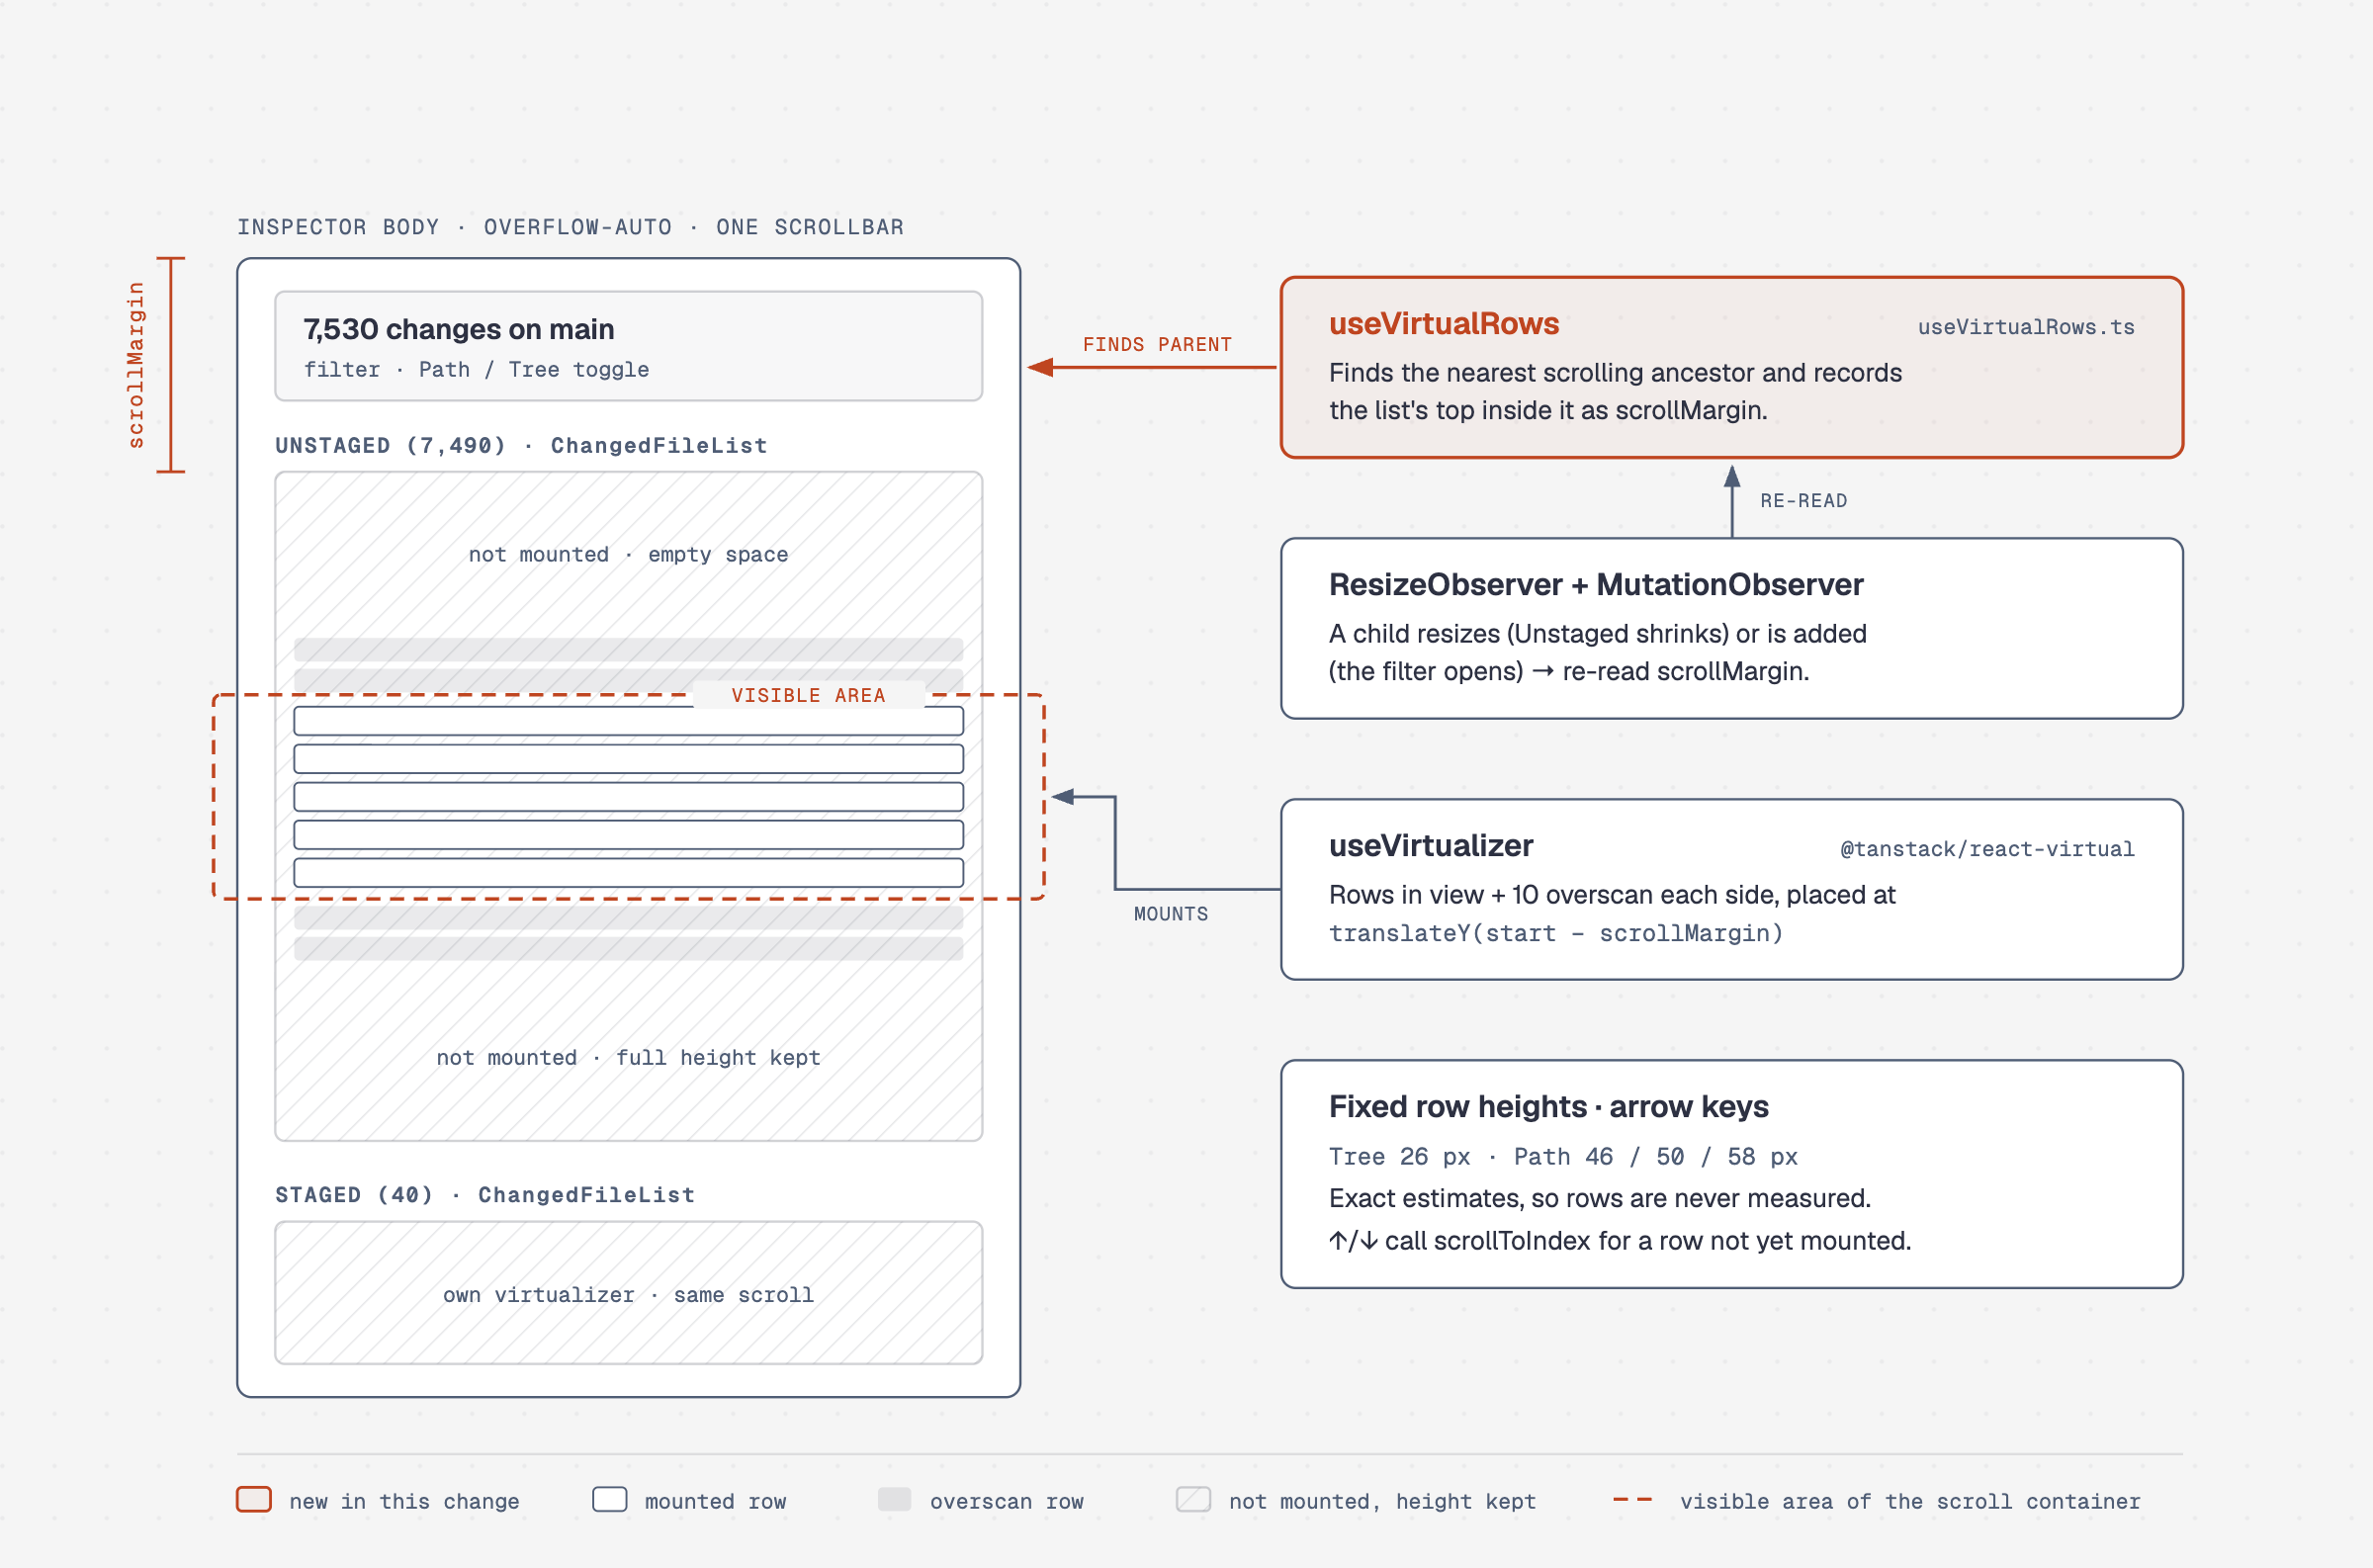 INSPECTOR BODY · OVERFLOW-AUTO · ONE SCROLLBAR
scrollMargin
7,530 changes on main
filter · Path / Tree toggle
UNSTAGED (7,490) · ChangedFileList
not mounted · empty space
VISIBLE AREA
not mounted · full height kept
STAGED (40) · ChangedFileList
own virtualizer · same scroll
FINDS PARENT
useVirtualRows
useVirtualRows.ts
Finds the nearest scrolling ancestor and records
the list's top inside it as scrollMargin.
RE-READ
ResizeObserver + MutationObserver
A child resizes (Unstaged shrinks) or is added
(the filter opens) → re-read scrollMargin.
MOUNTS
useVirtualizer
@tanstack/react-virtual
Rows in view + 10 overscan each side, placed at
translateY(start − scrollMargin)
Fixed row heights · arrow keys
Tree 26 px · Path 46 / 50 / 58 px
Exact estimates, so rows are never measured.
↑/↓ call scrollToIndex for a row not yet mounted.
new in this change
mounted row
overscan row
not mounted, height kept
visible area of the scroll container